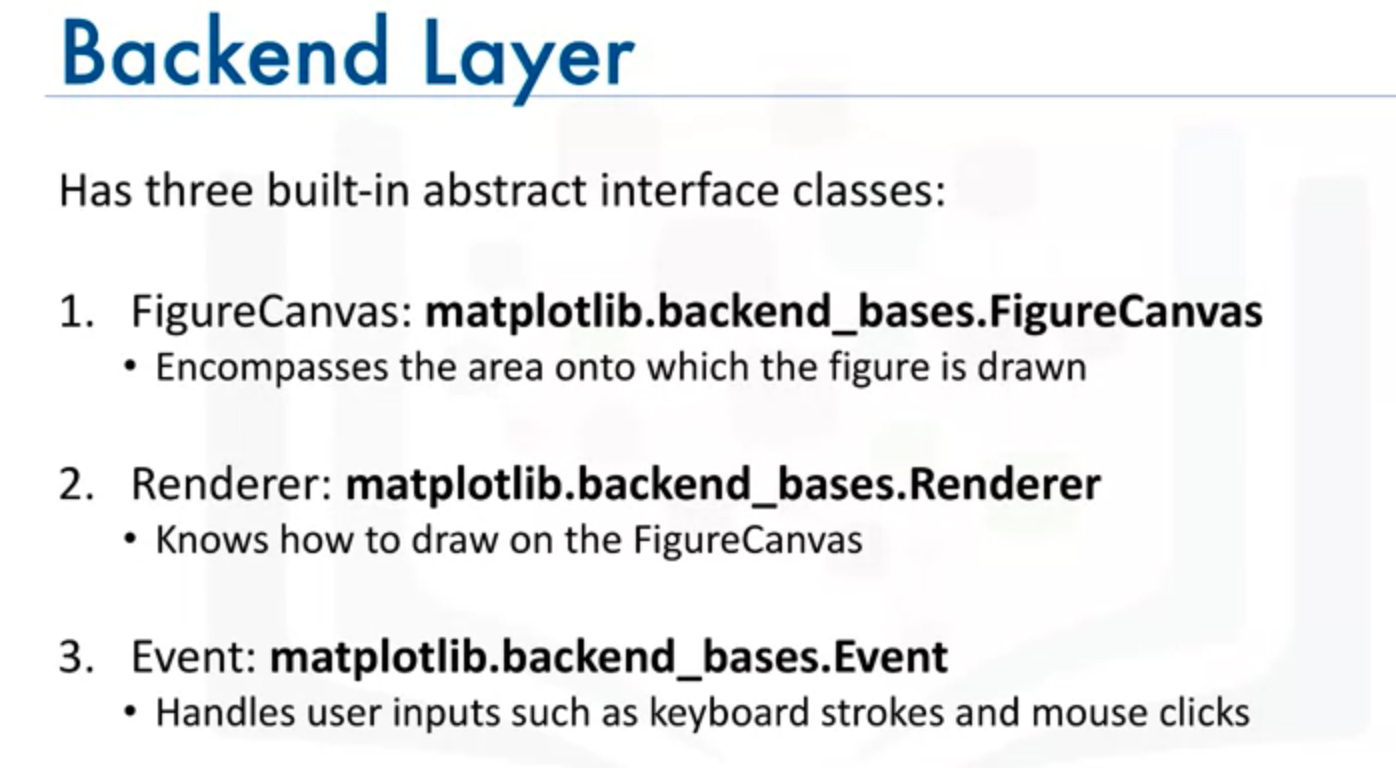 Backend Layer
Has three built-in abstract interface classes:
1. FigureCanvas: matplotlib.backend_bases.FigureCanvas
• Encompasses the area onto which the figure is drawn
2. Renderer: matplotlib.backend_bases.Renderer
• Knows how to draw on the FigureCanvas
3. Event: matplotlib.backend_bases.Event
• Handles user inputs such as keyboard strokes and mouse clicks